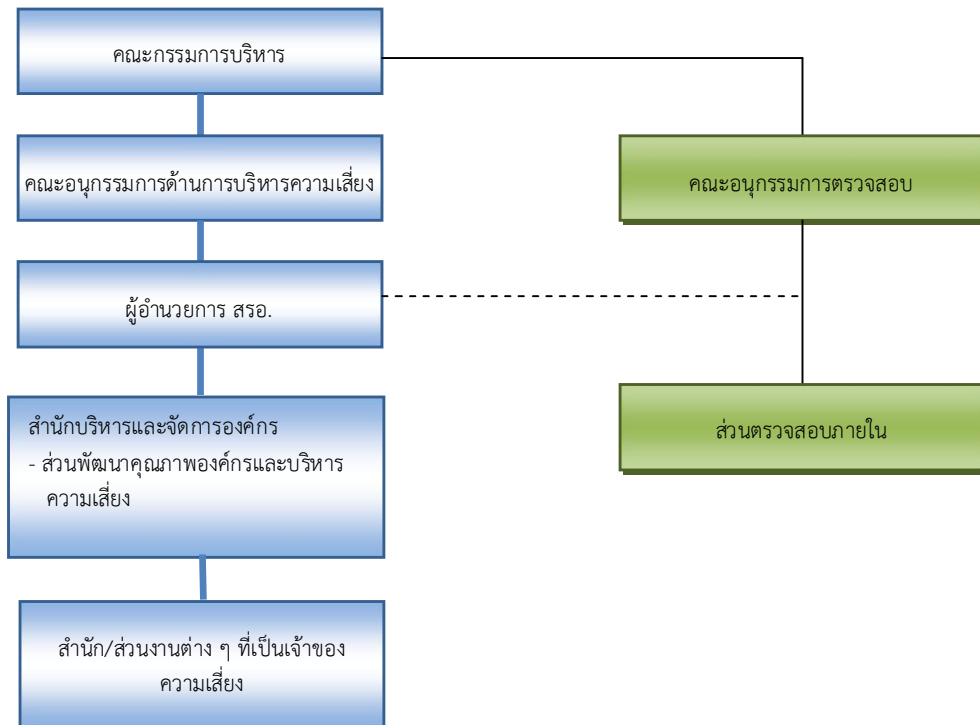 คณะกรรมการบริหาร
คณะอนุกรรมการด้านการบริหารความเสี่ยง
คณะอนุกรรมการตรวจสอบ
ผู้อำนวยการ สรอ.
สำนักบริหารและจัดการองค์กร
- ส่วนพัฒนาคุณภาพองค์กรและบริหาร
ความเสี่ยง
ส่วนตรวจสอบภายใน
สำนัก/ส่วนงานต่าง ๆ ที่เป็นเจ้าของ
ความเสี่ยง